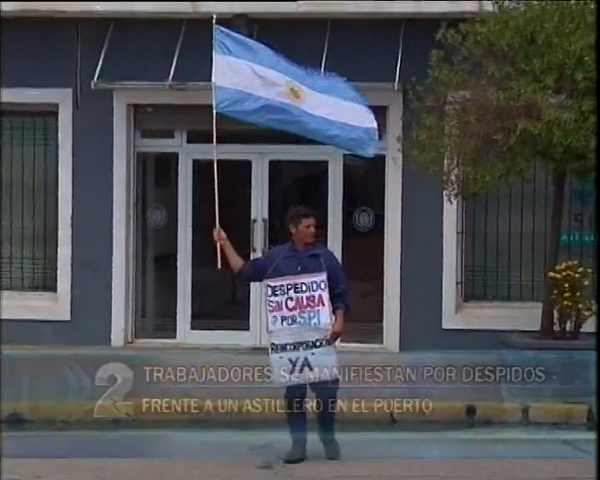 DESPEDIDO
SIN CAUSA
? POR SPI
REINCORPORACION
YA
2 TRABAJADORES SE MANIFIESTAN POR DESPIDOS
FRENTE A UN ASTILLERO EN EL PUERTO